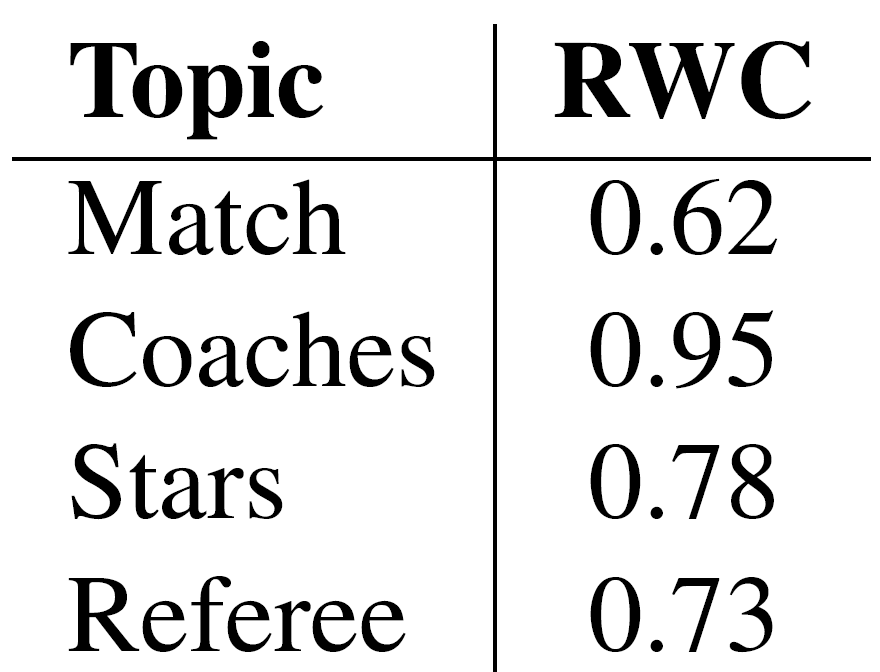 Topic RWC
Match 0.62
Coaches 0.95
Stars 0.78
Referee 0.73